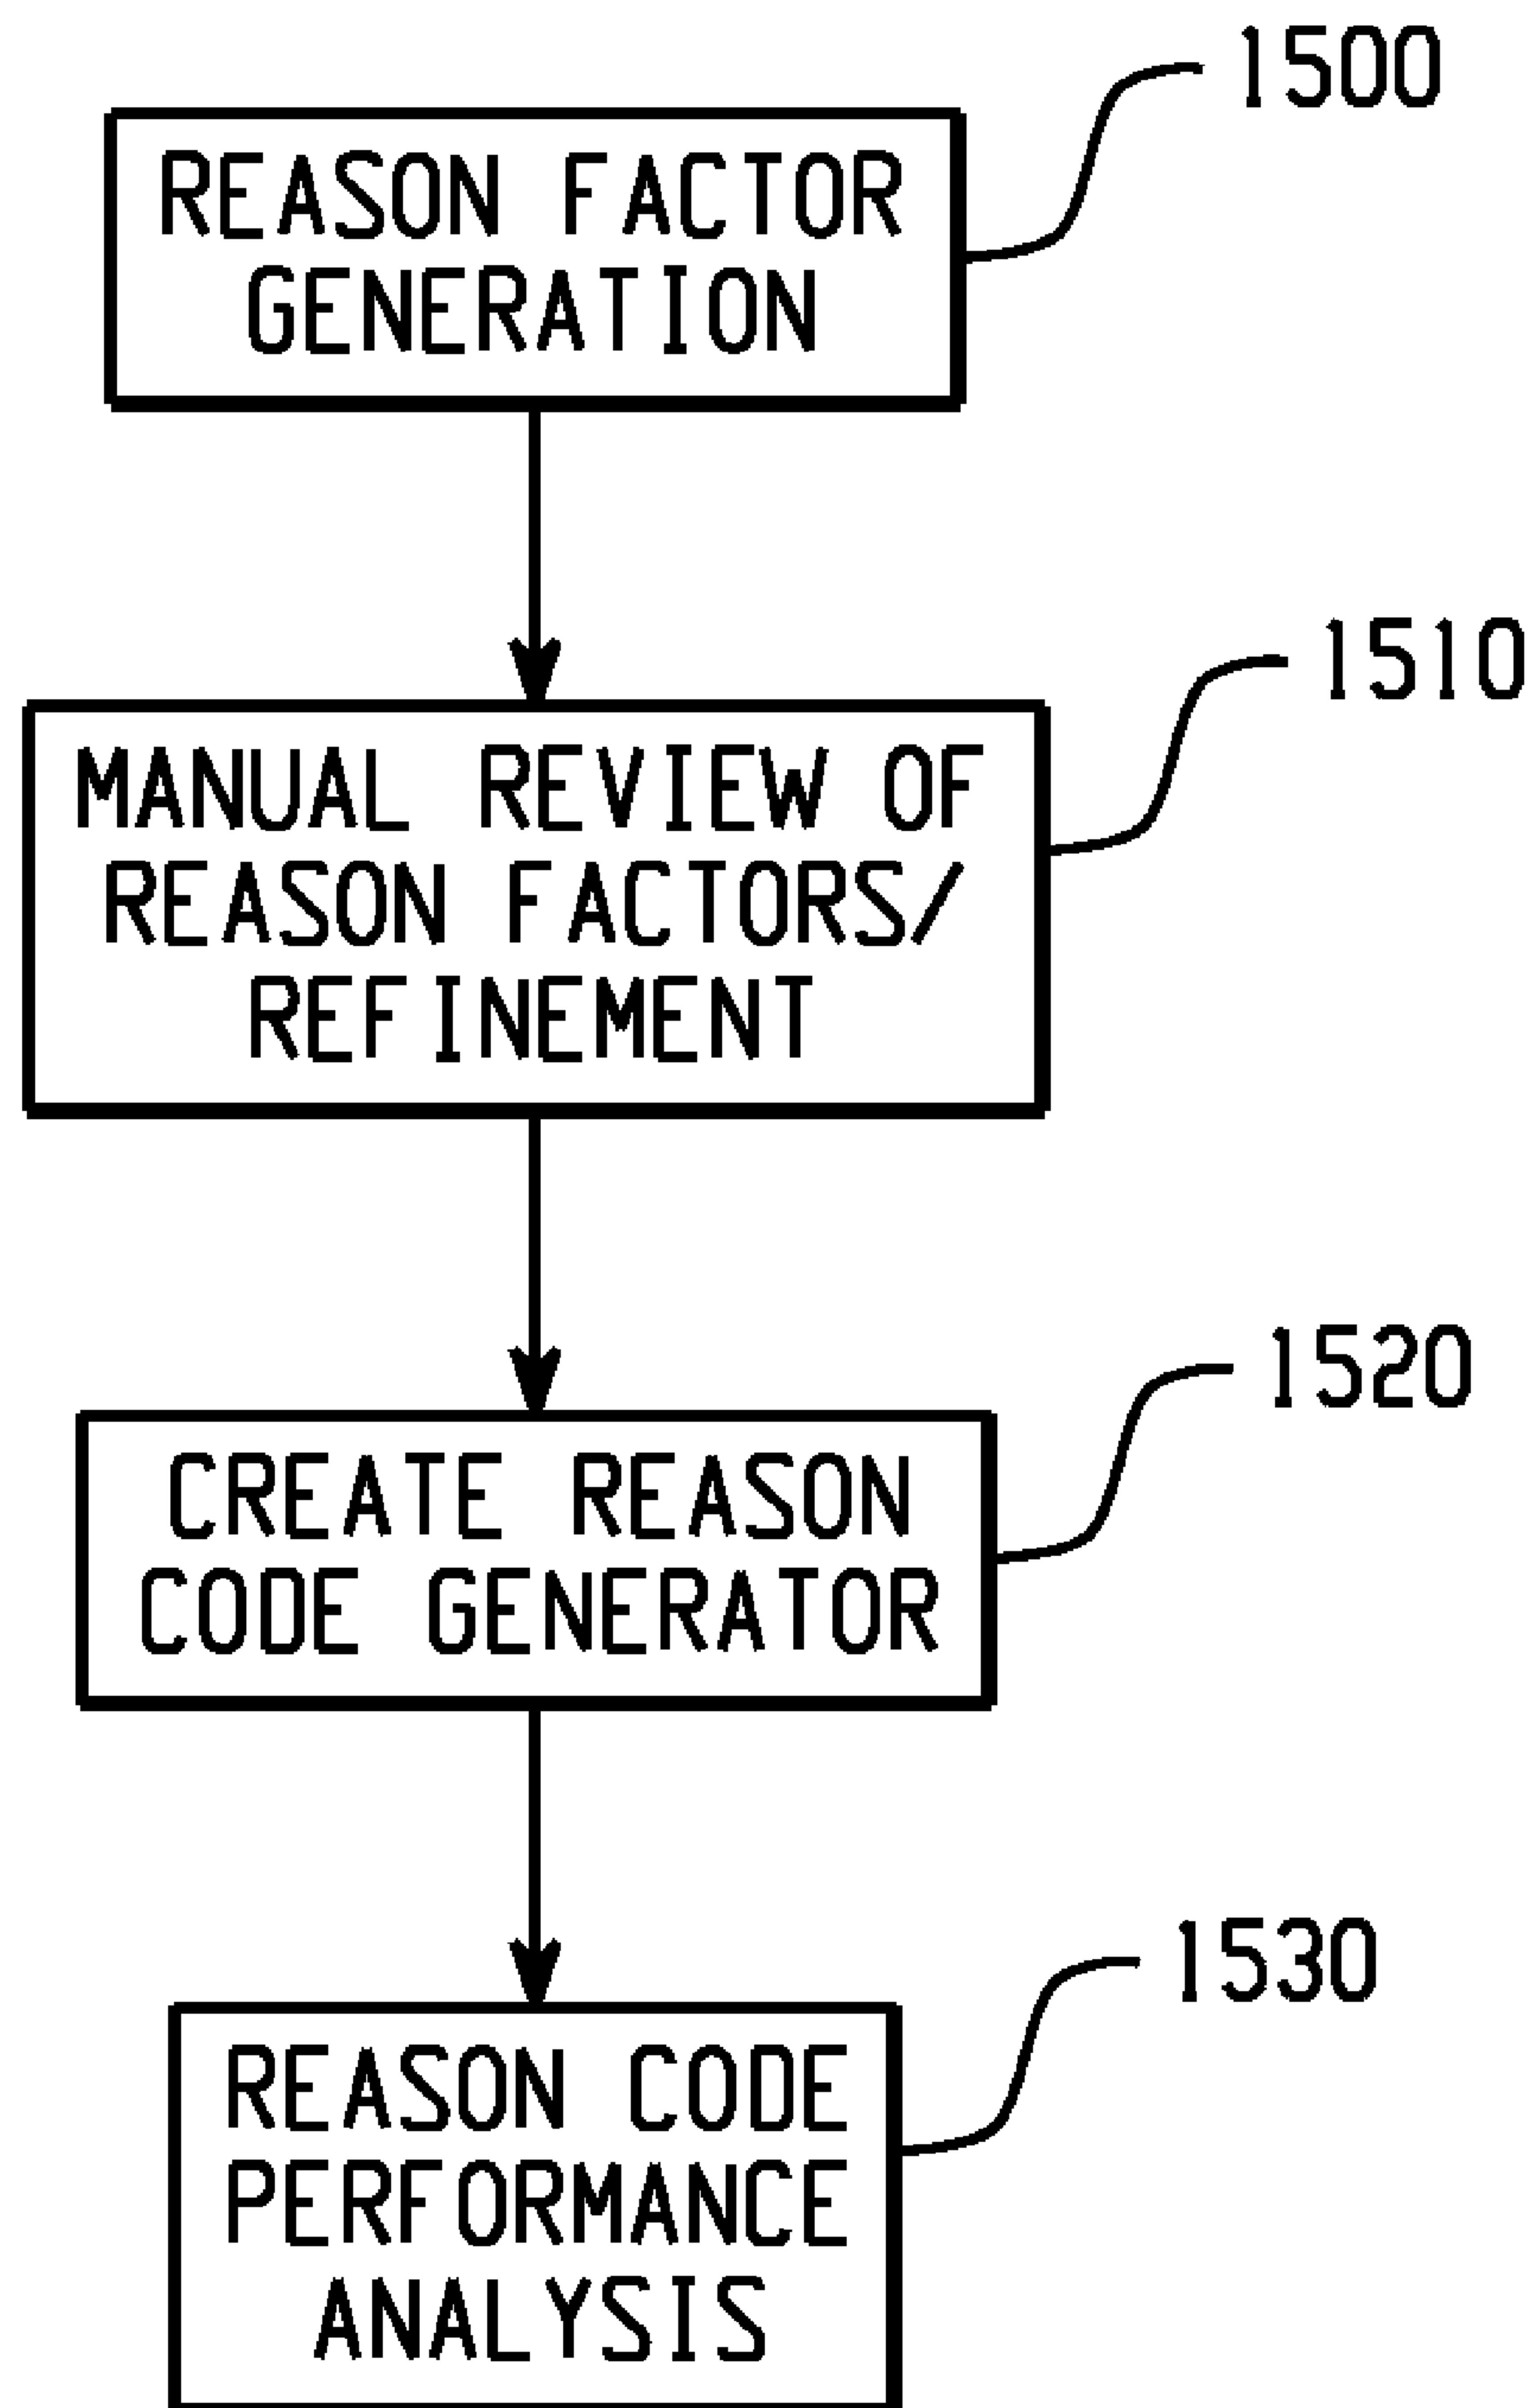 1500
REASON FACTOR
GENERATION
1510
MANUAL REVIEW OF
REASON FACTORS/
REFINEMENT
1520
CREATE REASON
CODE GENERATOR
1530
REASON CODE
PERFORMANCE
ANALYSIS